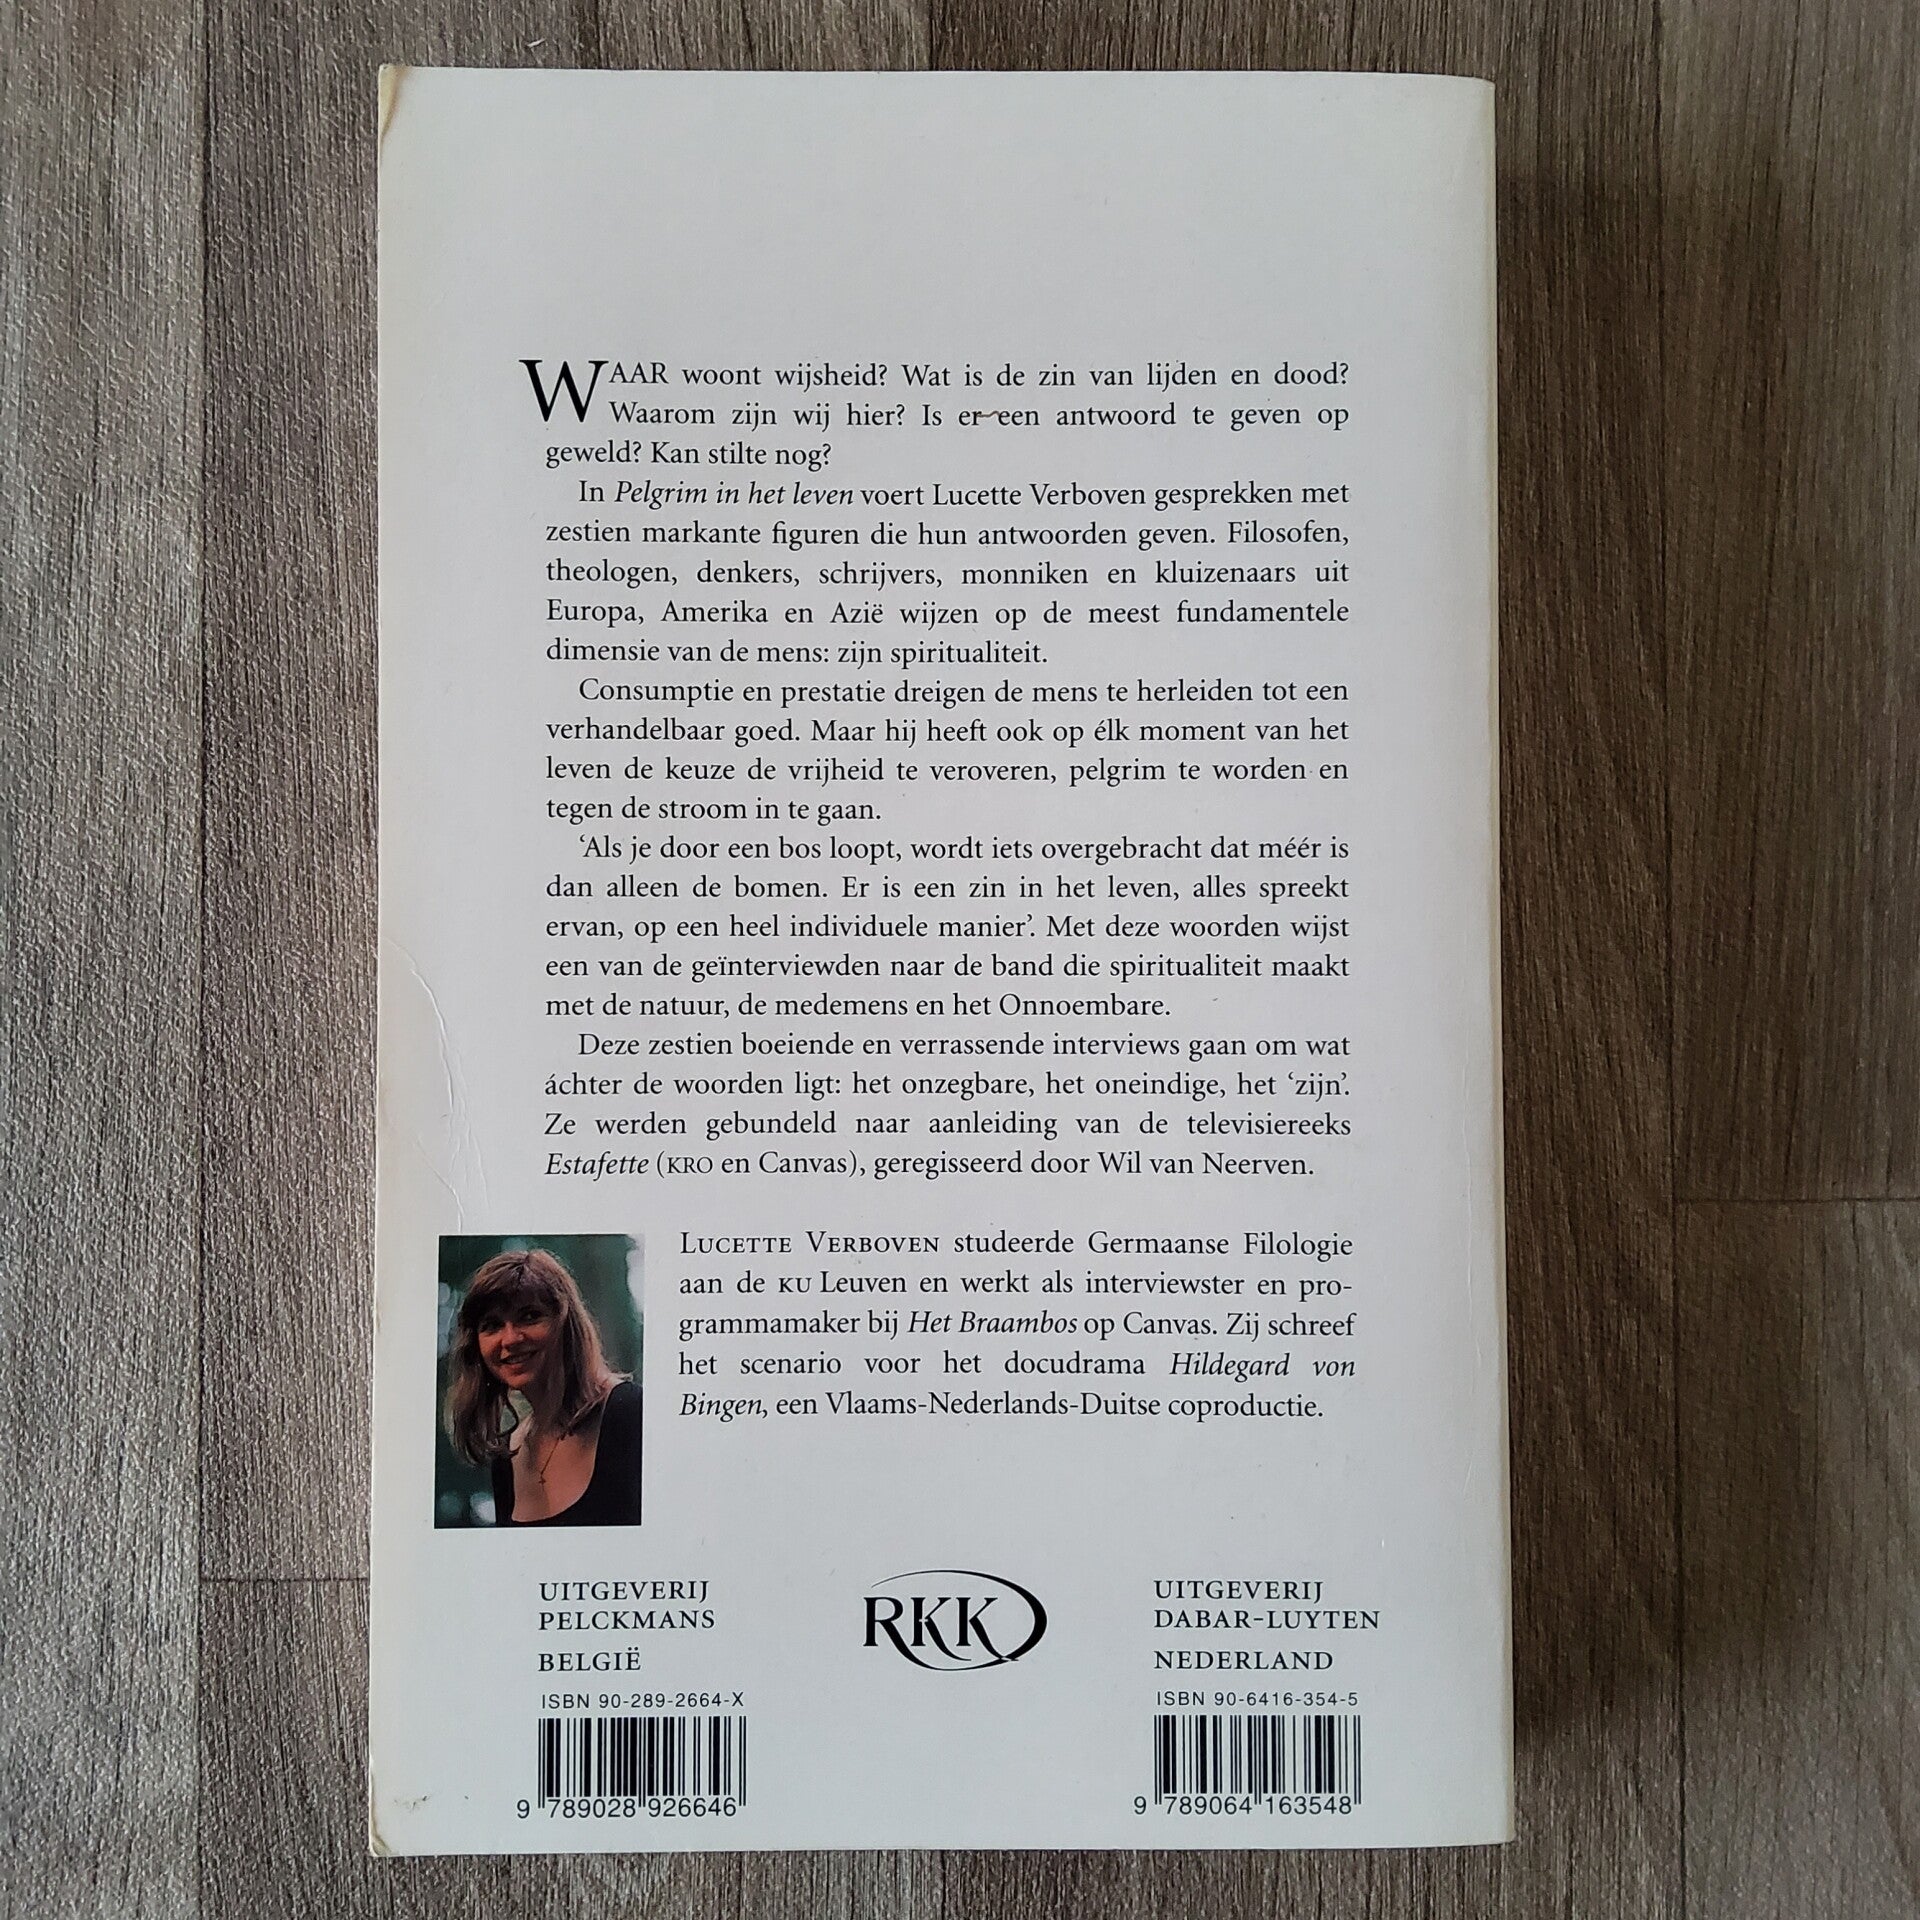 WAAR woont wijsheid? Wat is de zin van lijden en dood?
Waarom zijn wij hier? Is er een antwoord te geven op
geweld? Kan stilte nog?
In Pelgrim in het leven voert Lucette Verboven gesprekken met
zestien markante figuren die hun antwoorden geven. Filosofen,
theologen, denkers, schrijvers, monniken en kluizenaars uit
Europa, Amerika en Azië wijzen op de meest fundamentele
dimensie van de mens: zijn spiritualiteit.
Consumptie en prestatie dreigen de mens te herleiden tot een
verhandelbaar goed. Maar hij heeft ook op élk moment van het
leven de keuze de vrijheid te veroveren, pelgrim te worden en
tegen de stroom in te gaan.
‘Als je door een bos loopt, wordt iets overgebracht dat méér is
dan alleen de bomen. Er is een zin in het leven, alles spreekt
ervan, op een heel individuele manier’. Met deze woorden wijst
een van de geïnterviewden naar de band die spiritualiteit maakt
met de natuur, de medemens en het Onnoembare.
Deze zestien boeiende en verrassende interviews gaan om wat
áchter de woorden ligt: het onzegbare, het oneindige, het ‘zijn’.
Ze werden gebundeld naar aanleiding van de televisiereeks
Estafette (KRO en Canvas), geregisseerd door Wil van Neerven.
LUCETTE VERBOVEN studeerde Germaanse Filologie
aan de KU Leuven en werkt als interviewster en pro-
grammamaker bij Het Braambos op Canvas. Zij schreef
het scenario voor het docudrama Hildegard von
Bingen, een Vlaams-Nederlands-Duitse coproductie.
UITGEVERIJ
PELCKMANS
BELGIË
ISBN 90-289-2664-X
9 789028 926646
RKK
UITGEVERIJ
DABAR-LUYTEN
NEDERLAND
ISBN 90-6416-354-5
9 789064 163548